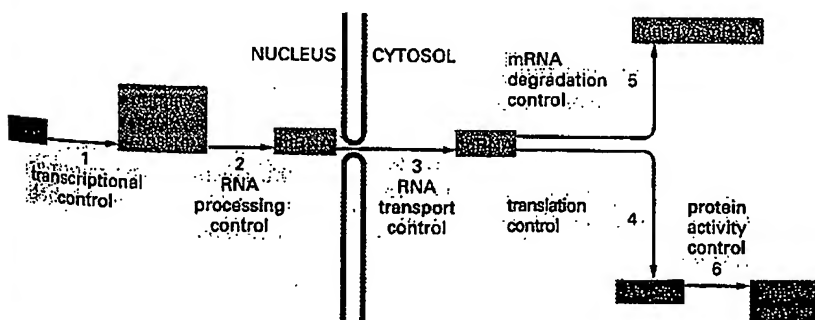 NUCLEUS CYTOSOL
mRNA
degradation
control
5
1
transcriptional
control
2
RNA
processing
control
3
RNA
transport
control
translation
control
4
protein
activity
control
6